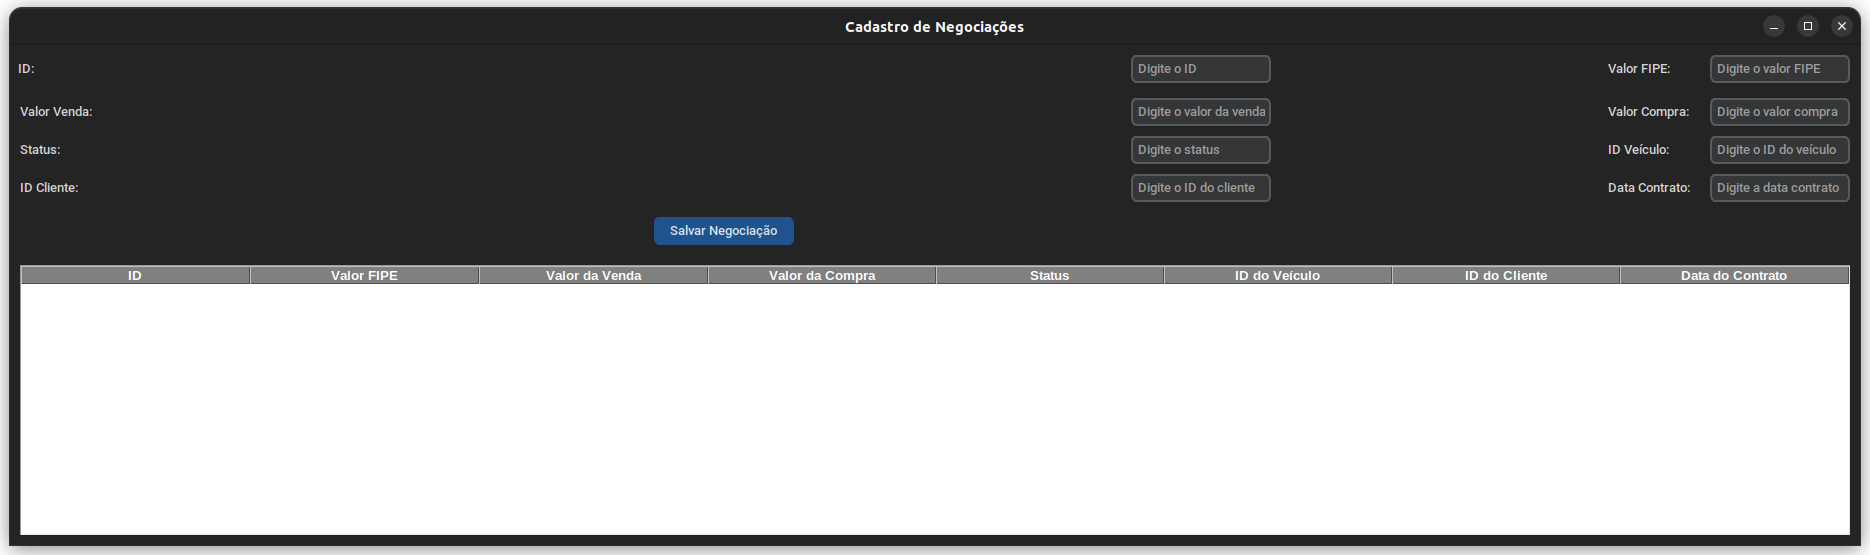 Cadastro de Negociações
ID: Digite o ID Valor FIPE: Digite o valor FIPE
Valor Venda: Digite o valor da venda Valor Compra: Digite o valor compra
Status: Digite o status ID Veículo: Digite o ID do veículo
ID Cliente: Digite o ID do cliente Data Contrato: Digite a data contrato
Salvar Negociação
ID Valor FIPE Valor da Venda Valor da Compra Status ID do Veículo ID do Cliente Data do Contrato